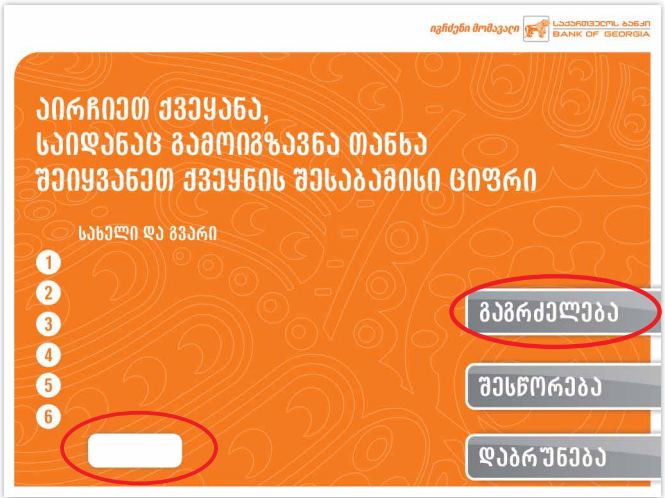 იგრძენი მომავალი
საქართველოს ბანკი
BANK OF GEORGIA
აირჩიეთ ქვეყანა,
საიდანაც გამოიგზავნა თანხა
შეიყვანეთ ქვეყნის შესაბამისი ციფრი
სახელი და გვარი
1
2
3
4
5
6
გაგრძელება
შესწორება
დაბრუნება